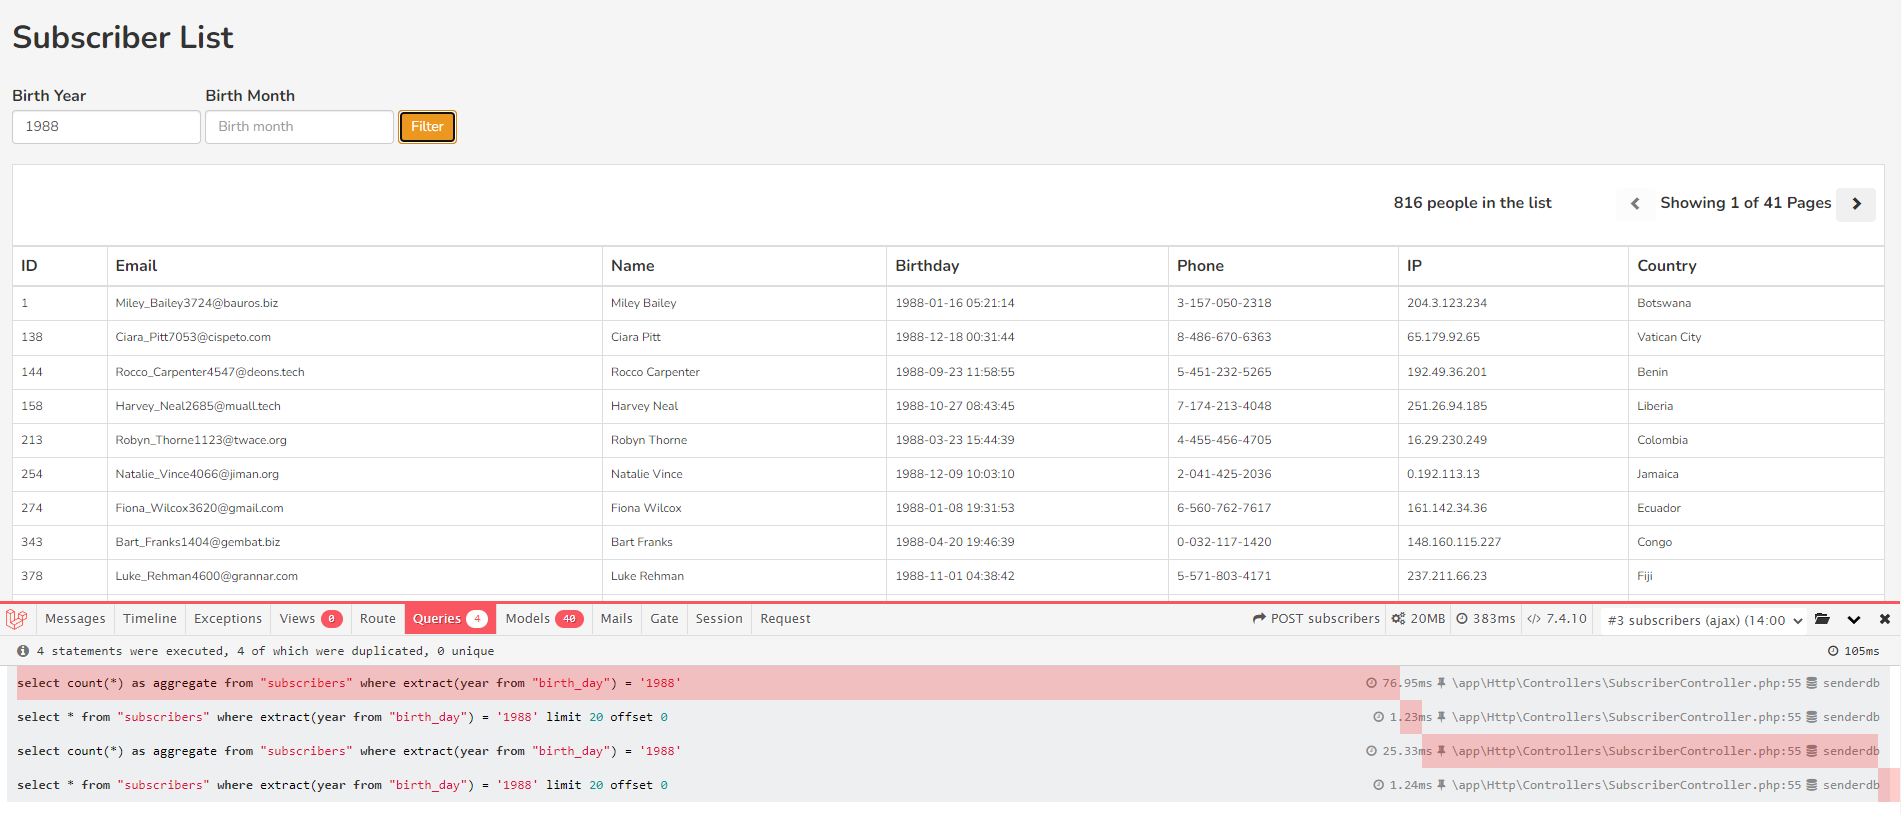 Subscriber List
Birth Year Birth Month
1988 Birth month Filter
816 people in the list Showing 1 of 41 Pages
ID Email Name Birthday Phone IP Country
1 Miley_Bailey3724@bauros.biz Miley Bailey 1988-01-16 05:21:14 3-157-050-2318 204.3.123.234 Botswana
138 Ciara_Pitt7053@cispeto.com Ciara Pitt 1988-12-18 00:31:44 8-486-670-6363 65.179.92.65 Vatican City
144 Rocco_Carpenter4547@deons.tech Rocco Carpenter 1988-09-23 11:58:55 5-451-232-5265 192.49.36.201 Benin
158 Harvey_Neal2685@muall.tech Harvey Neal 1988-10-27 08:43:45 7-174-213-4048 251.26.94.185 Liberia
213 Robyn_Thorne1123@twace.org Robyn Thorne 1988-03-23 15:44:39 4-455-456-4705 16.29.230.249 Colombia
254 Natalie_Vince4066@jiman.org Natalie Vince 1988-12-09 10:03:10 2-041-425-2036 0.192.113.13 Jamaica
274 Fiona_Wilcox3620@gmail.com Fiona Wilcox 1988-01-08 19:31:53 6-560-762-7617 161.142.34.36 Ecuador
343 Bart_Franks1404@gembat.biz Bart Franks 1988-04-20 19:46:39 0-032-117-1420 148.160.115.227 Congo
378 Luke_Rehman4600@grannar.com Luke Rehman 1988-11-01 04:38:42 5-571-803-4171 237.211.66.23 Fiji
Messages Timeline Exceptions Views 0 Route Queries 4 Models 40 Mails Gate Session Request POST subscribers 20MB 383ms </> 7.4.10 #3 subscribers (ajax) (14:00
4 statements were executed, 4 of which were duplicated, 0 unique 105ms
select count(*) as aggregate from "subscribers" where extract(year from "birth_day") = '1988' 76.95ms \app\Http\Controllers\SubscriberController.php:55 senderdb
select * from "subscribers" where extract(year from "birth_day") = '1988' limit 20 offset 0 1.23ms \app\Http\Controllers\SubscriberController.php:55 senderdb
select count(*) as aggregate from "subscribers" where extract(year from "birth_day") = '1988' 25.33ms \app\Http\Controllers\SubscriberController.php:55 senderdb
select * from "subscribers" where extract(year from "birth_day") = '1988' limit 20 offset 0 1.24ms \app\Http\Controllers\SubscriberController.php:55 senderdb